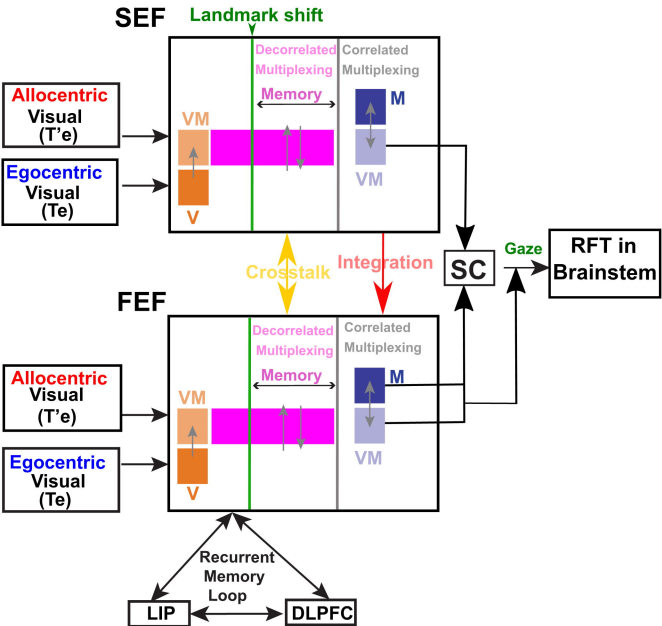 SEF
Landmark shift
Decorrelated
Multiplexing
Correlated
Multiplexing
Memory
Allocentric
Visual
(T'e)
Egocentric
Visual
(Te)
VM
V
M
VM
Crosstalk
Integration
SC
Gaze
RFT in
Brainstem
FEF
Decorrelated
Multiplexing
Correlated
Multiplexing
Memory
Allocentric
Visual
(T'e)
Egocentric
Visual
(Te)
VM
V
M
VM
Recurrent
Memory
Loop
LIP
DLPFC